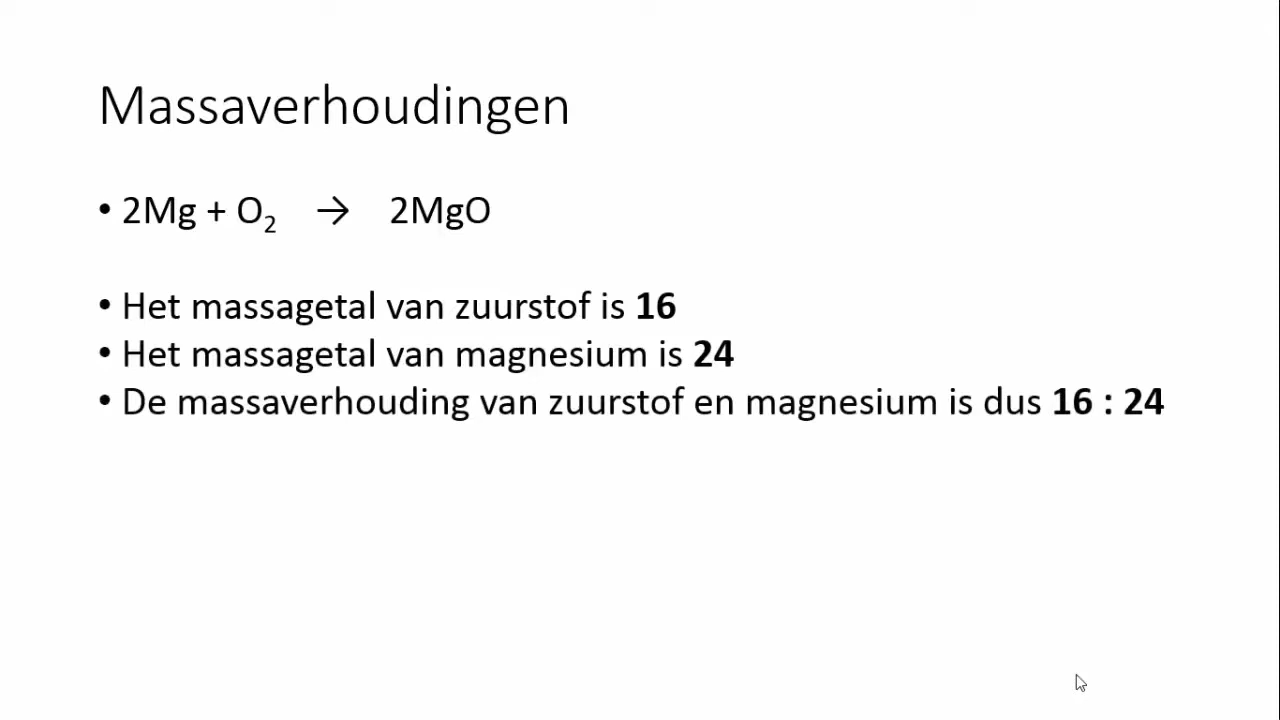 Massaverhoudingen
• 2Mg + O₂ → 2MgO
• Het massagetal van zuurstof is 16
• Het massagetal van magnesium is 24
• De massaverhouding van zuurstof en magnesium is dus 16 : 24